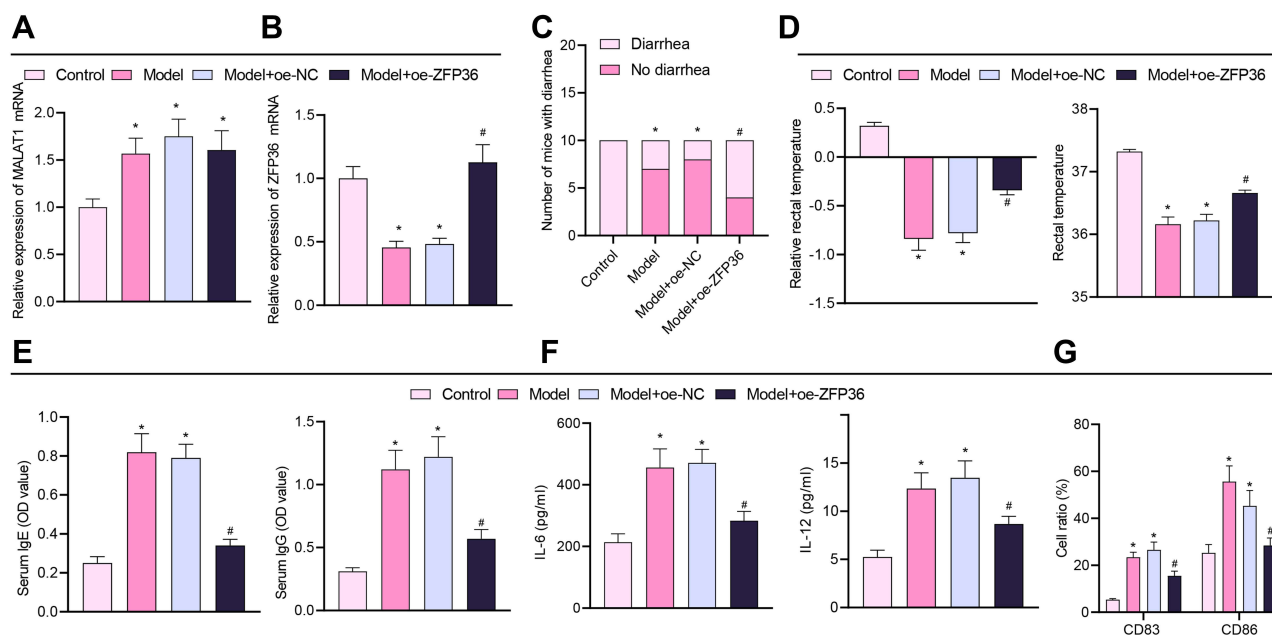 A
B
C
D
Control Model Model+oe-NC Model+oe-ZFP36
Relative expression of MALAT1 mRNA
2.0
1.5
1.0
0.5
0.0
*
*
*
Relative expression of ZFP36 mRNA
1.5
1.0
0.5
0.0
*
*
#
Diarrhea
No diarrhea
Number of mice with diarrhea
20
15
10
5
0
*
*
#
Control
Model
Model+oe-NC
Model+oe-ZFP36
Control Model Model+oe-NC Model+oe-ZFP36
Relative rectal temperature
0.5
0.0
-0.5
-1.0
-1.5
*
*
#
Rectal temperature
38
37
36
35
*
*
#
E
F
G
Control Model Model+oe-NC Model+oe-ZFP36
Serum IgE (OD value)
1.0
0.8
0.6
0.4
0.2
0.0
*
*
#
Serum IgG (OD value)
1.5
1.0
0.5
0.0
*
*
#
IL-6 (pg/ml)
600
400
200
0
*
*
#
IL-12 (pg/ml)
15
10
5
0
*
*
#
Cell ratio (%)
80
60
40
20
0
*
*
#
*
*
#
CD83
CD86